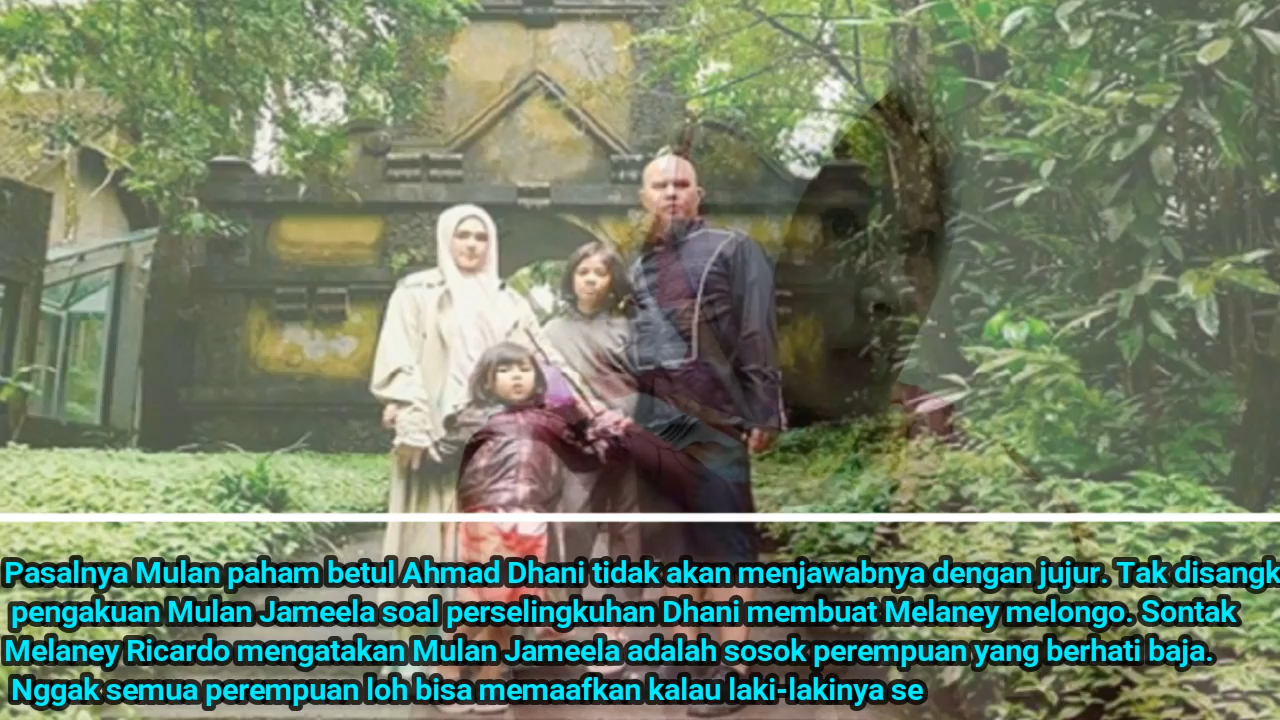 Pasalnya Mulan paham betul Ahmad Dhani tidak akan menjawabnya dengan jujur. Tak disangk
pengakuan Mulan Jameela soal perselingkuhan Dhani membuat Melaney melongo. Sontak
Melaney Ricardo mengatakan Mulan Jameela adalah sosok perempuan yang berhati baja.
Nggak semua perempuan loh bisa memaafkan kalau laki-lakinya se